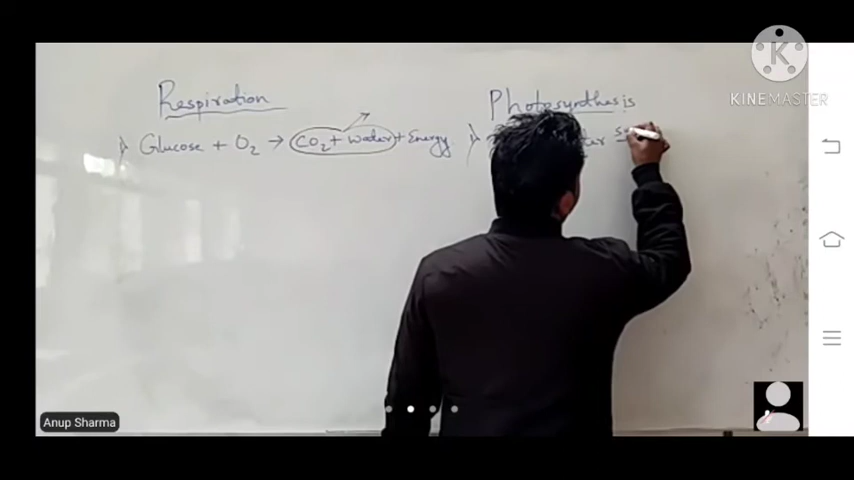 K
KINEMASTER
Respiration
Photosynthesis
Glucose + O2 → CO2 + Water + Energy
Anup Sharma